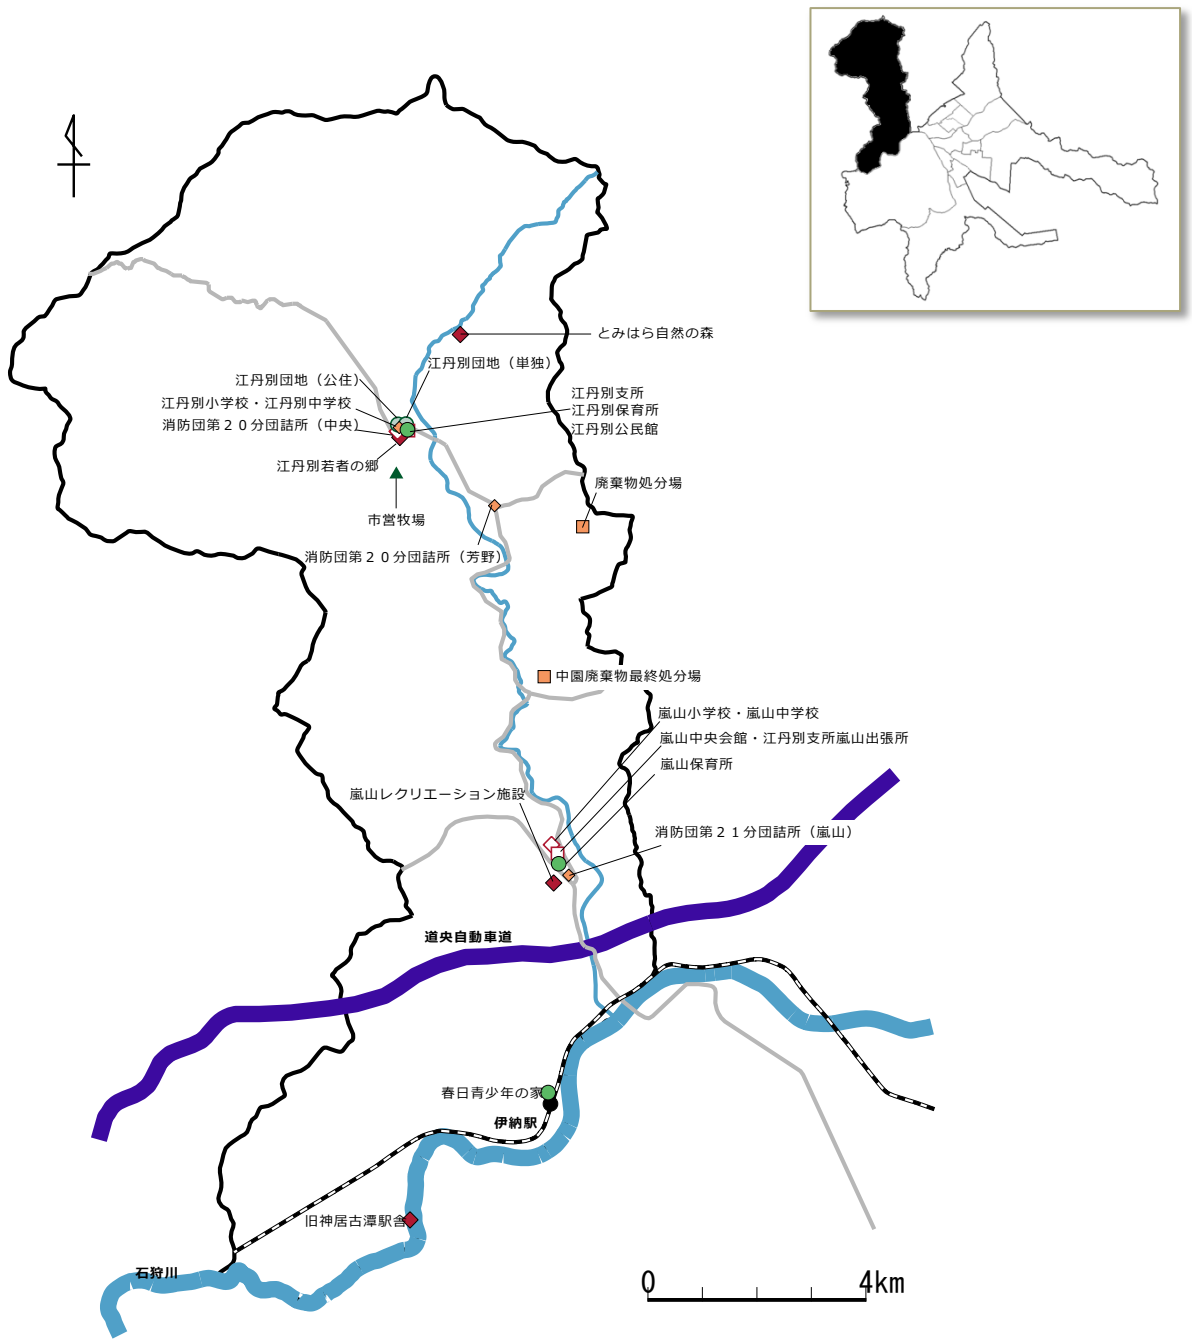 とみはら自然の森
江丹別団地（単独）
江丹別団地（公住）
江丹別支所
江丹別小学校・江丹別中学校
江丹別保育所
消防団第２０分団詰所（中央）
江丹別公民館
江丹別若者の郷
廃棄物処分場
市営牧場
消防団第２０分団詰所（芳野）
中園廃棄物最終処分場
嵐山小学校・嵐山中学校
嵐山中央会館・江丹別支所嵐山出張所
嵐山保育所
嵐山レクリエーション施設
消防団第２１分団詰所（嵐山）
道央自動車道
春日青少年の家
伊納駅
旧神居古潭駅舎
石狩川
0 4km